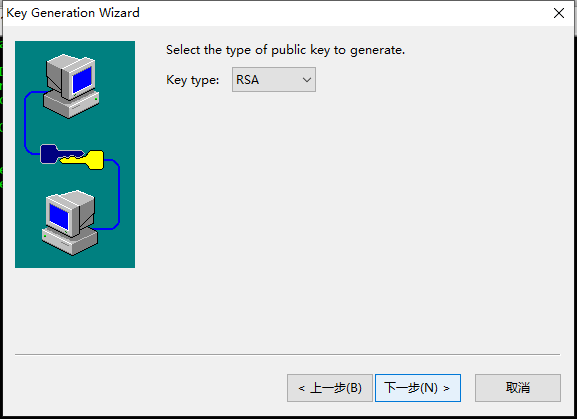 Key Generation Wizard
Select the type of public key to generate.
Key type: RSA
< 上一步(B) 下一步(N) > 取消